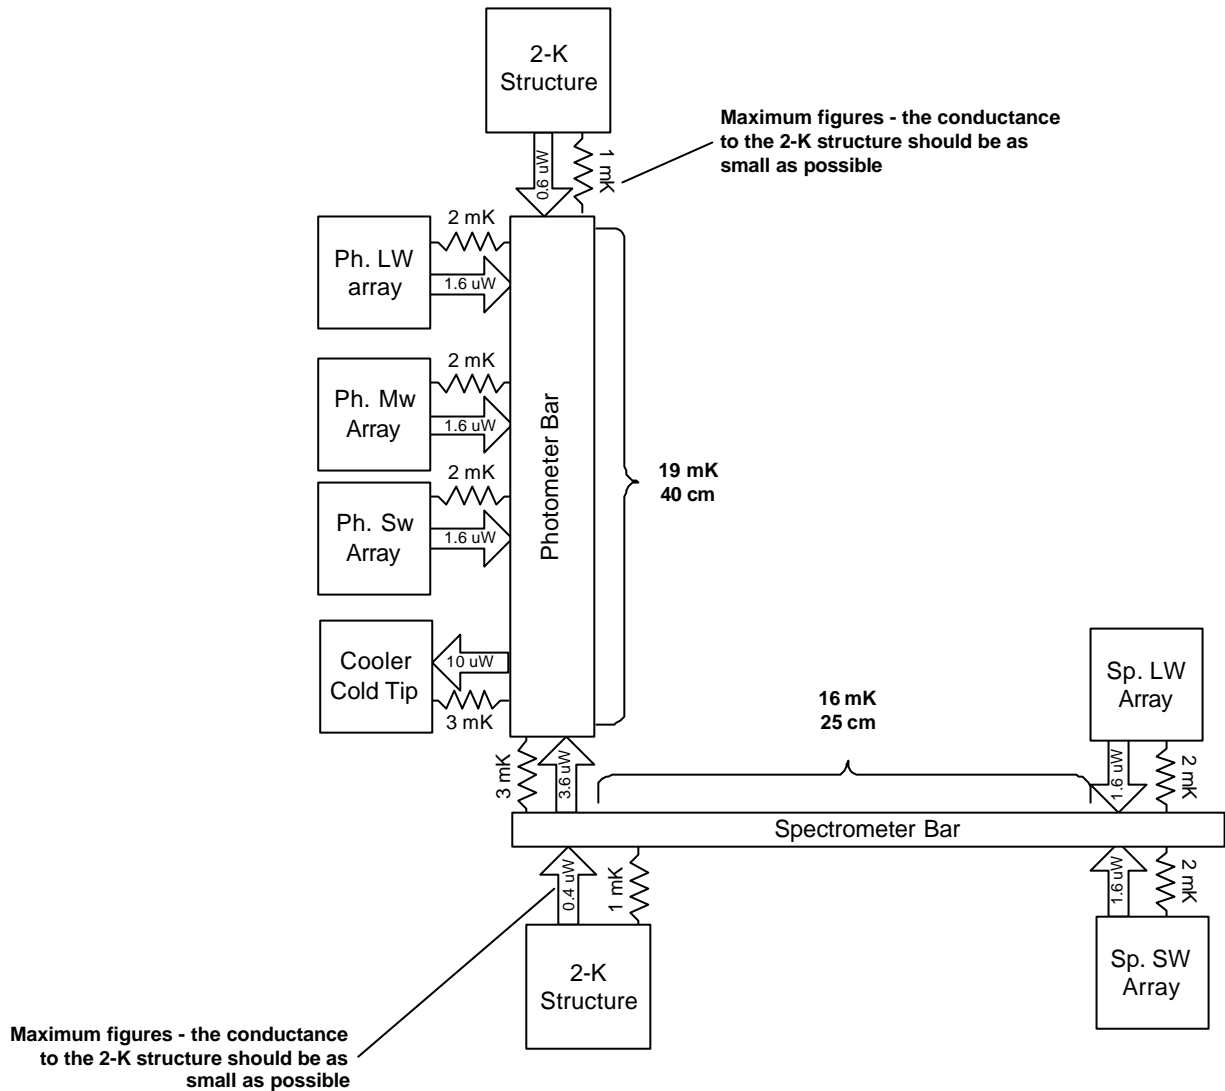 2-K
Structure
Maximum figures - the conductance
to the 2-K structure should be as
small as possible
0.6 uW
1 mK
2 mK
Ph. LW
array
1.6 uW
2 mK
Ph. Mw
Array
1.6 uW
Photometer Bar
19 mK
40 cm
2 mK
Ph. Sw
Array
1.6 uW
Cooler
Cold Tip
10 uW
3 mK
3 mK
3.6 uW
16 mK
25 cm
Sp. LW
Array
1.6 uW
2 mK
Spectrometer Bar
0.4 uW
1 mK
1.6 uW
2 mK
2-K
Structure
Sp. SW
Array
Maximum figures - the conductance
to the 2-K structure should be as
small as possible